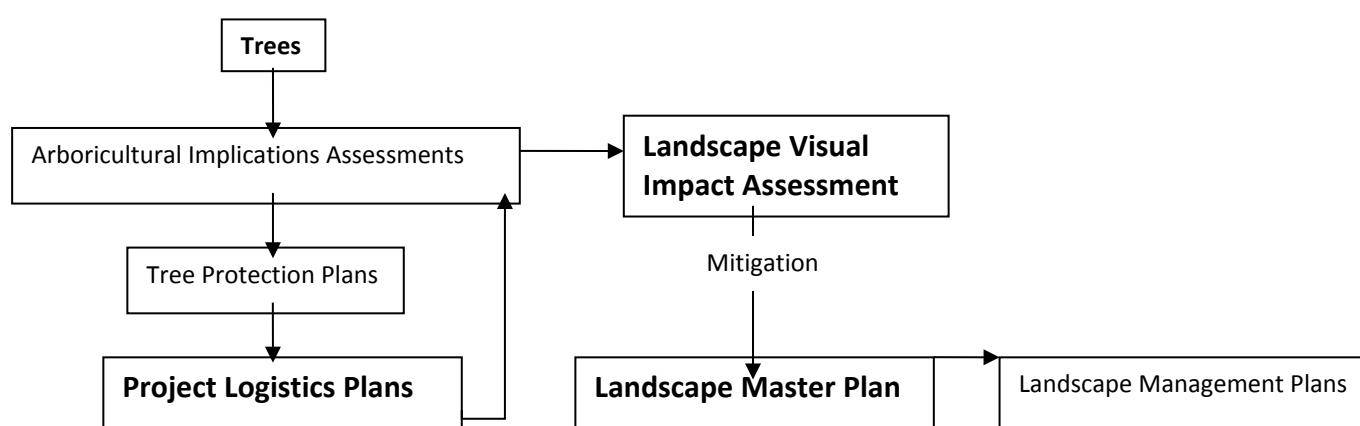 Trees
Arboricultural Implications Assessments
Landscape Visual
Impact Assessment
Tree Protection Plans
Mitigation
Project Logistics Plans
Landscape Master Plan
Landscape Management Plans